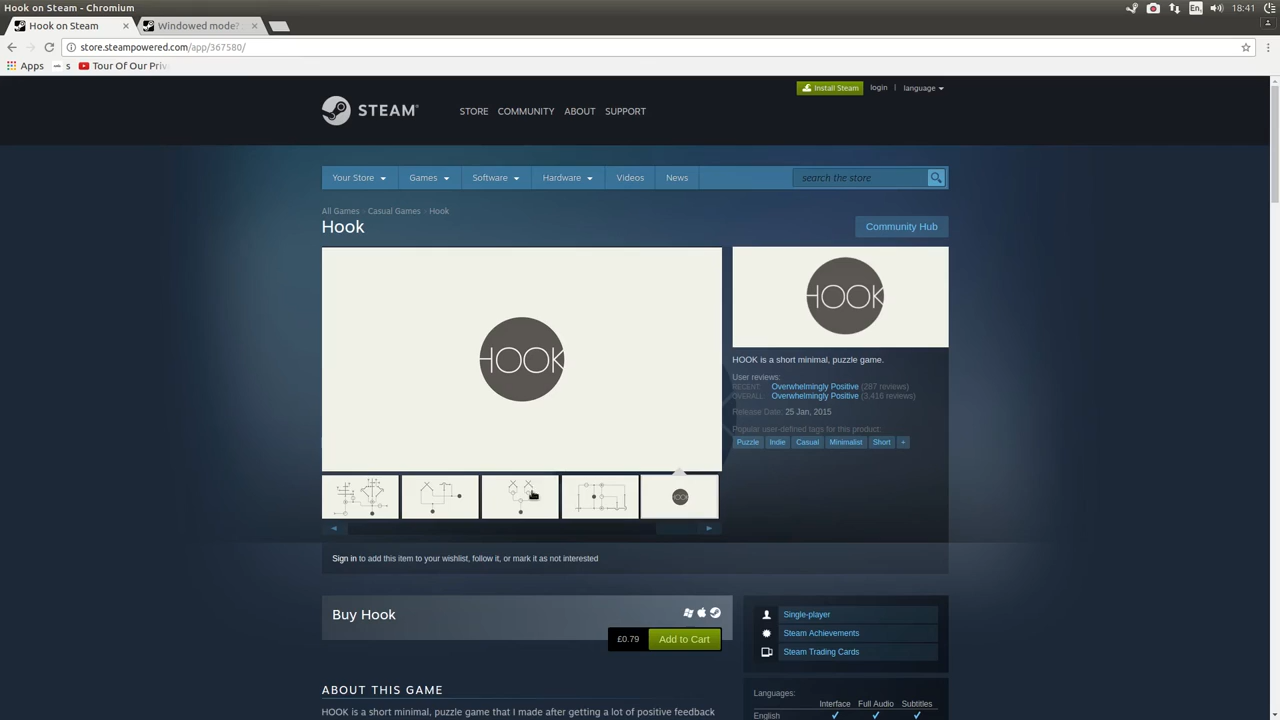 Hook on Steam - Chromium
En
18:41
Hook on Steam ×
Windowed mode? ×
store.steampowered.com/app/367580/
Apps
s
Tour Of Our Priv
Install Steam
login
language
STEAM®
STORE
COMMUNITY
ABOUT
SUPPORT
Your Store
Games
Software
Hardware
Videos
News
search the store
All Games > Casual Games > Hook
Hook
Community Hub
HOOK
HOOK
HOOK is a short minimal, puzzle game.
User reviews:
RECENT: Overwhelmingly Positive (287 reviews)
OVERALL: Overwhelmingly Positive (3,416 reviews)
Release Date: 25 Jan, 2015
Popular user-defined tags for this product:
Puzzle
Indie
Casual
Minimalist
Short
+
HOOK
Sign in to add this item to your wishlist, follow it, or mark it as not interested
Buy Hook
£0.79
Add to Cart
Single-player
Steam Achievements
Steam Trading Cards
ABOUT THIS GAME
HOOK is a short minimal, puzzle game that I made after getting a lot of positive feedback
Languages:
Interface
Full Audio
Subtitles
English ✓ ✓ ✓